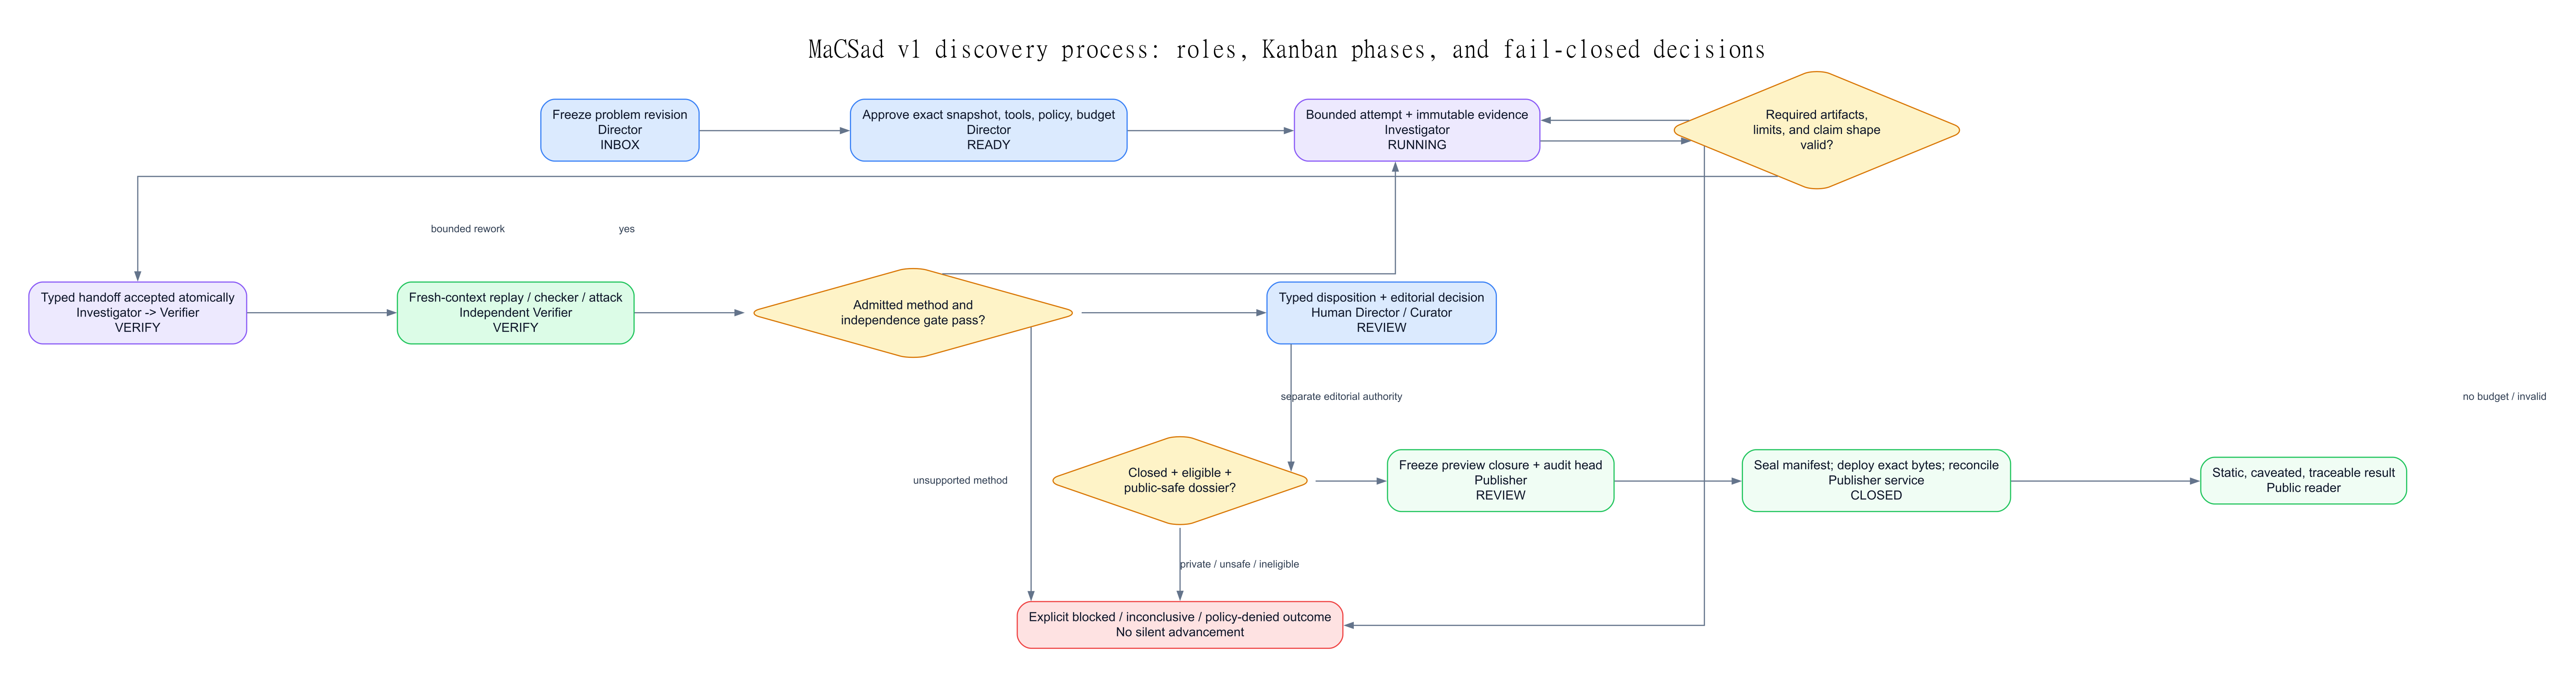 MaCSad v1 discovery process: roles, Kanban phases, and fail-closed decisions
Freeze problem revision
Director
INBOX
Approve exact snapshot, tools, policy, budget
Director
READY
Bounded attempt + immutable evidence
Investigator
RUNNING
Required artifacts,
limits, and claim shape
valid?
bounded rework
yes
Typed handoff accepted atomically
Investigator -> Verifier
VERIFY
Fresh-context replay / checker / attack
Independent Verifier
VERIFY
Admitted method and
independence gate pass?
Typed disposition + editorial decision
Human Director / Curator
REVIEW
separate editorial authority
no budget / invalid
unsupported method
Closed + eligible +
public-safe dossier?
Freeze preview closure + audit head
Publisher
REVIEW
Seal manifest; deploy exact bytes; reconcile
Publisher service
CLOSED
Static, caveated, traceable result
Public reader
private / unsafe / ineligible
Explicit blocked / inconclusive / policy-denied outcome
No silent advancement